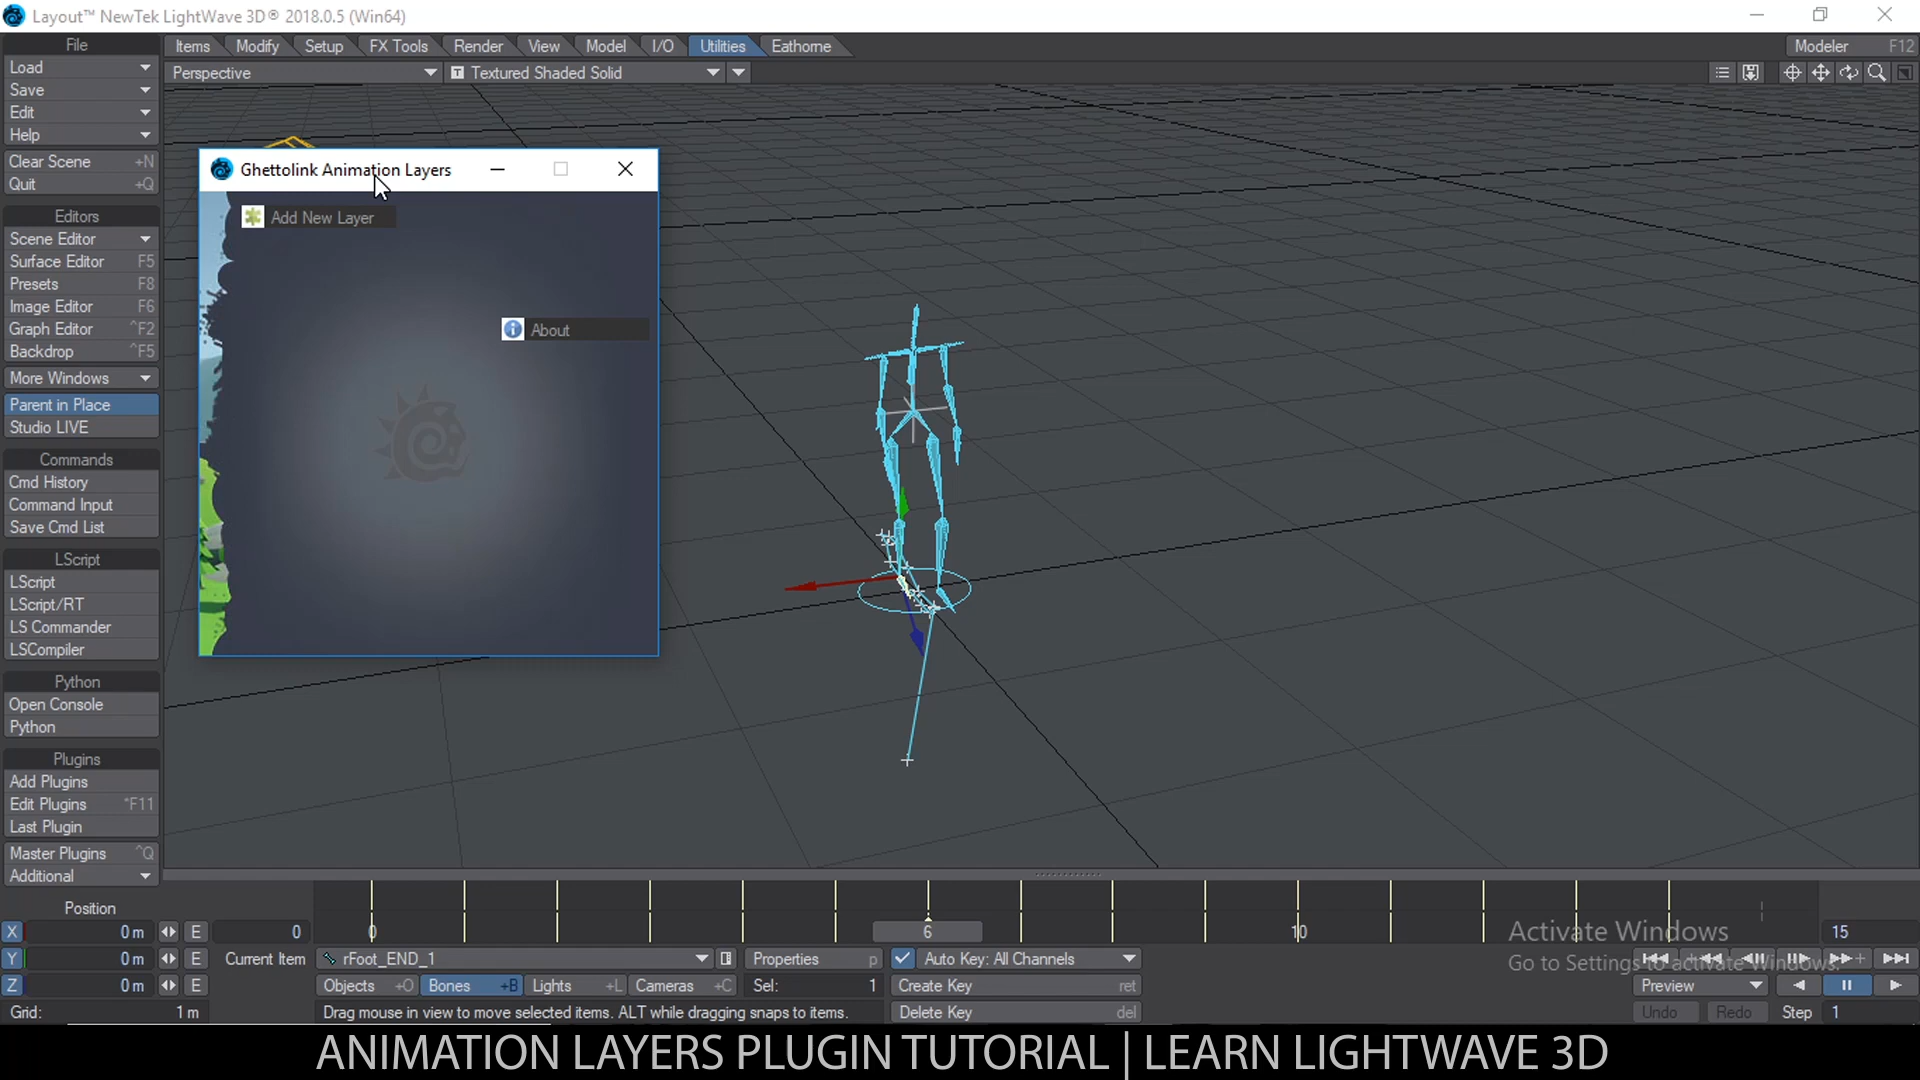 Layout™ NewTek LightWave 3D® 2018.0.5 (Win64)
File Items Modify Setup FX Tools Render View Model I/O Utilities Eathome Modeler F12
Load Perspective T Textured Shaded Solid
Save
Edit
Help
Clear Scene +N
Quit +Q
Ghettolink Animation Layers
Add New Layer
About
Editors
Scene Editor
Surface Editor F5
Presets F8
Image Editor F6
Graph Editor ^F2
Backdrop ^F5
More Windows
Parent in Place
Studio LIVE
Commands
Cmd History
Command Input
Save Cmd List
LScript
LScript
LScript/RT
LS Commander
LSCompiler
Python
Open Console
Python
Plugins
Add Plugins
Edit Plugins ^F11
Last Plugin
Master Plugins ^Q
Additional
Position
X 0 m E 0 0 6 10 15
Y 0 m E Current Item rFoot_END_1 Properties p Auto Key: All Channels
Z 0 m E Objects +O Bones +B Lights +L Cameras +C Sel: 1 Create Key ret Preview
Grid: 1 m Drag mouse in view to move selected items. ALT while dragging snaps to items. Delete Key del Undo Redo Step 1
Activate Windows
Go to Settings to activate Windows.
ANIMATION LAYERS PLUGIN TUTORIAL | LEARN LIGHTWAVE 3D